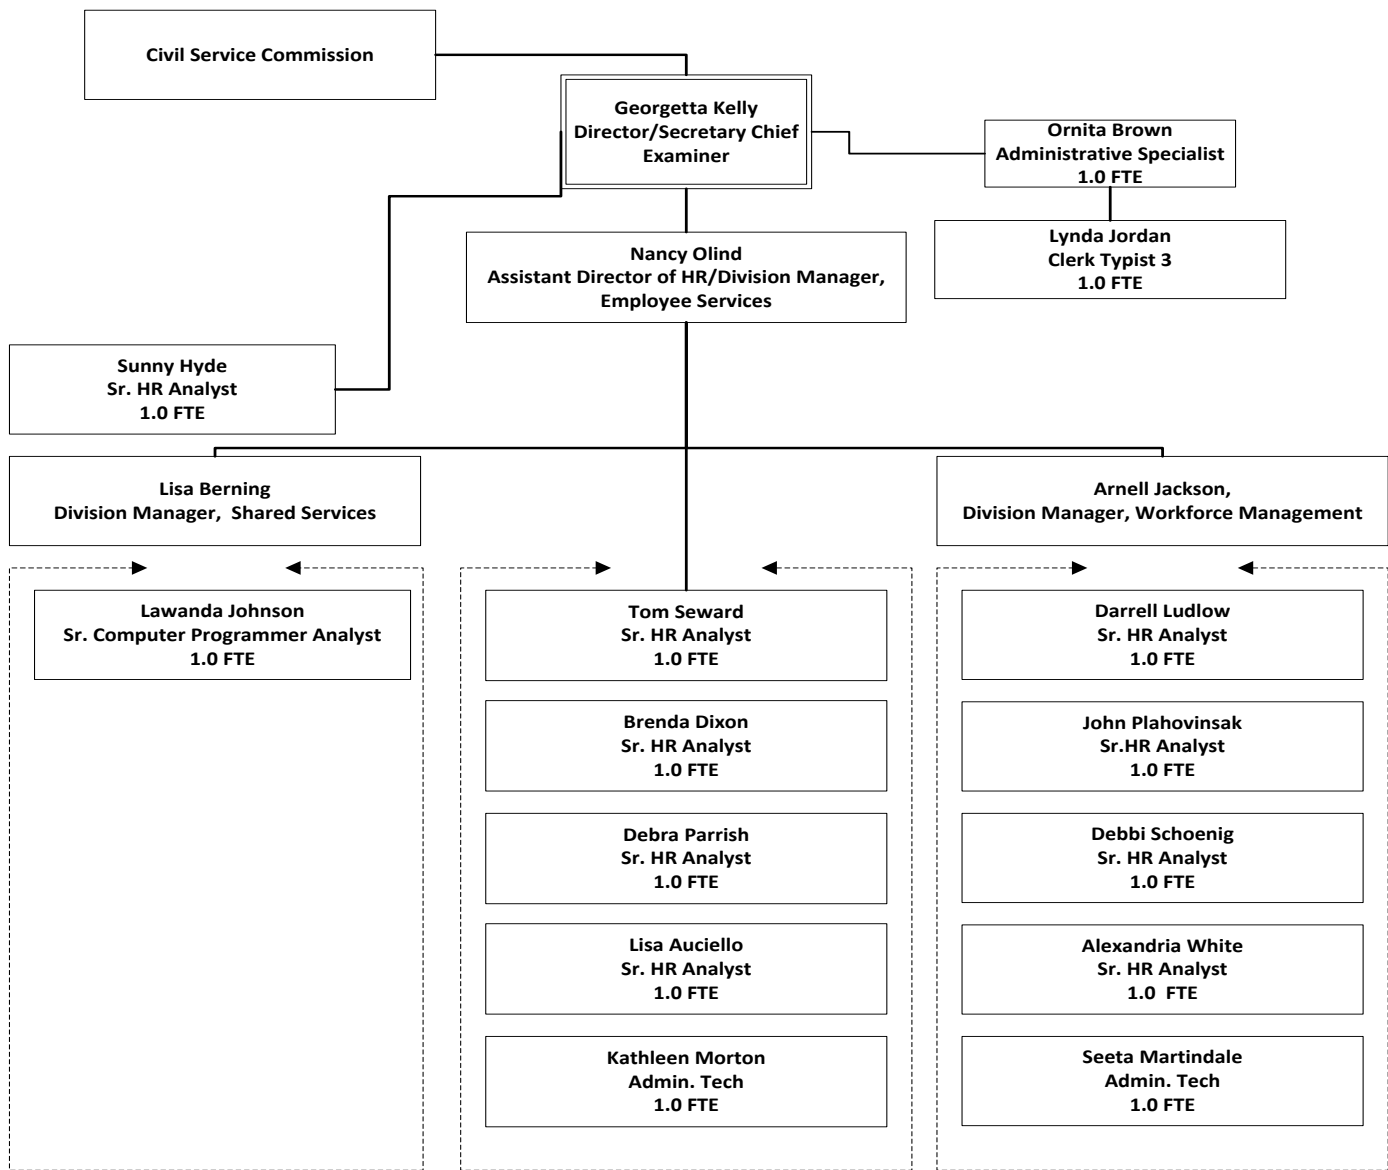 Civil Service Commission
Georgetta Kelly
Director/Secretary Chief
Examiner
Ornita Brown
Administrative Specialist
1.0 FTE
Lynda Jordan
Clerk Typist 3
1.0 FTE
Nancy Olind
Assistant Director of HR/Division Manager,
Employee Services
Sunny Hyde
Sr. HR Analyst
1.0 FTE
Lisa Berning
Division Manager,  Shared Services
Arnell Jackson,
Division Manager, Workforce Management
Lawanda Johnson
Sr. Computer Programmer Analyst
1.0 FTE
Tom Seward
Sr. HR Analyst
1.0 FTE
Brenda Dixon
Sr. HR Analyst
1.0 FTE
Debra Parrish
Sr. HR Analyst
1.0 FTE
Lisa Auciello
Sr. HR Analyst
1.0 FTE
Kathleen Morton
Admin. Tech
1.0 FTE
Darrell Ludlow
Sr. HR Analyst
1.0 FTE
John Plahovinsak
Sr.HR Analyst
1.0 FTE
Debbi Schoenig
Sr. HR Analyst
1.0 FTE
Alexandria White
Sr. HR Analyst
1.0  FTE
Seeta Martindale
Admin. Tech
1.0 FTE